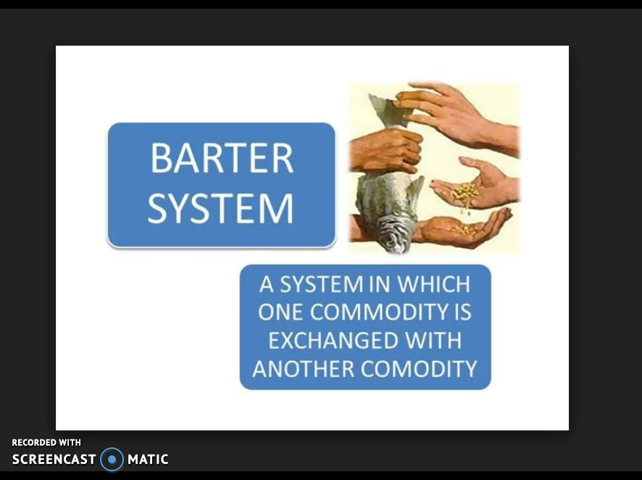 BARTER
SYSTEM
A SYSTEM IN WHICH
ONE COMMODITY IS
EXCHANGED WITH
ANOTHER COMODITY
RECORDED WITH
SCREENCAST MATIC